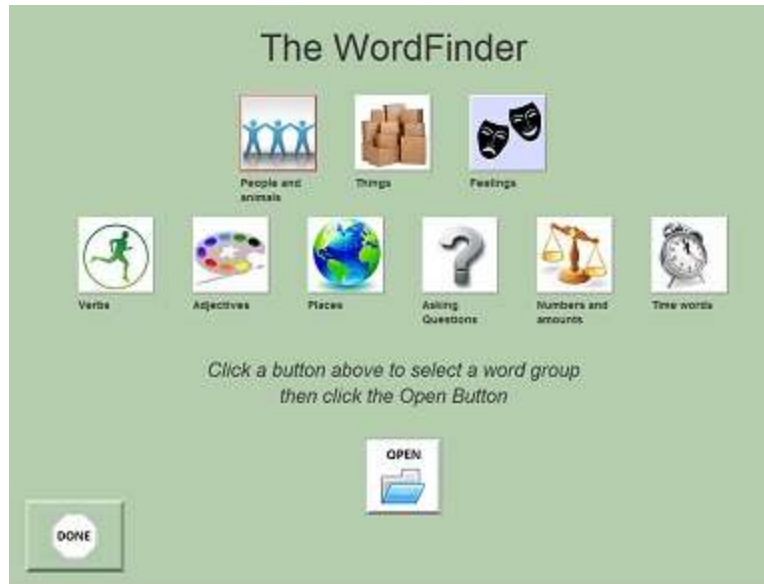 The WordFinder
People and
animals
Things
Feelings
Verbs
Adjectives
Places
Asking
Questions
Numbers and
amounts
Time words
Click a button above to select a word group
then click the Open Button
OPEN
DONE